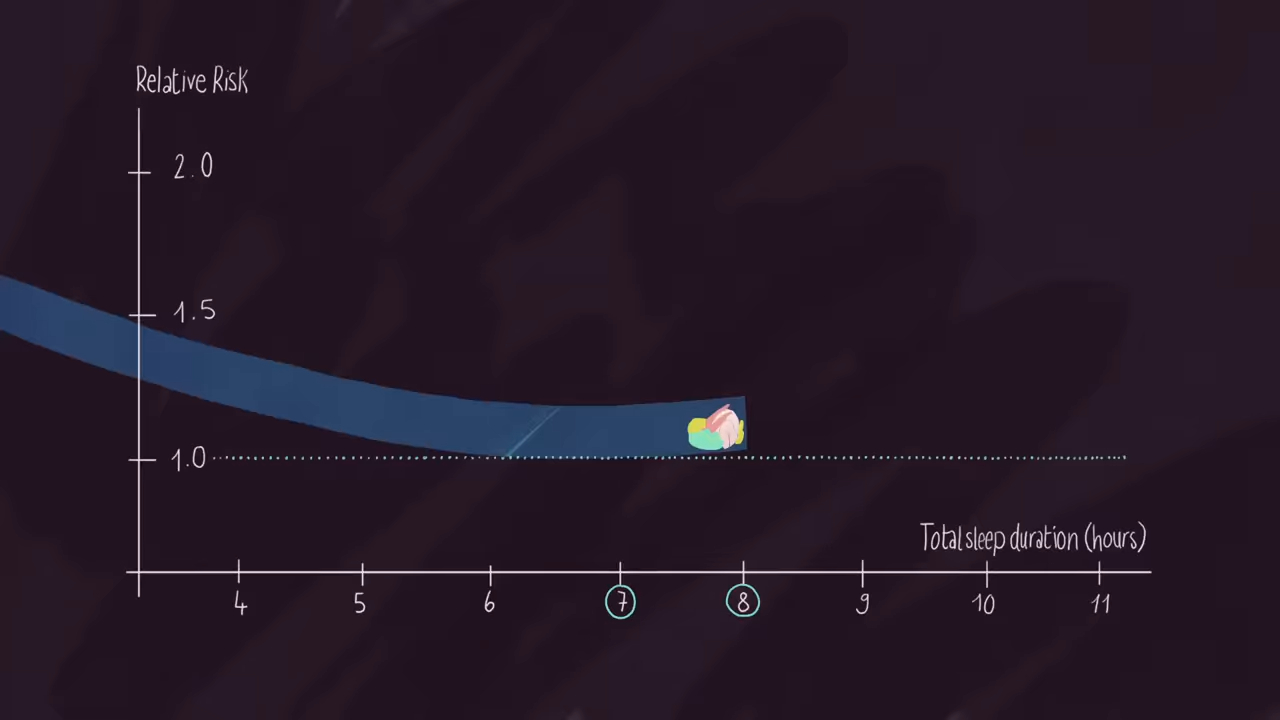 Relative Risk
2.0
1.5
1.0
Total sleep duration (hours)
4 5 6 7 8 9 10 11